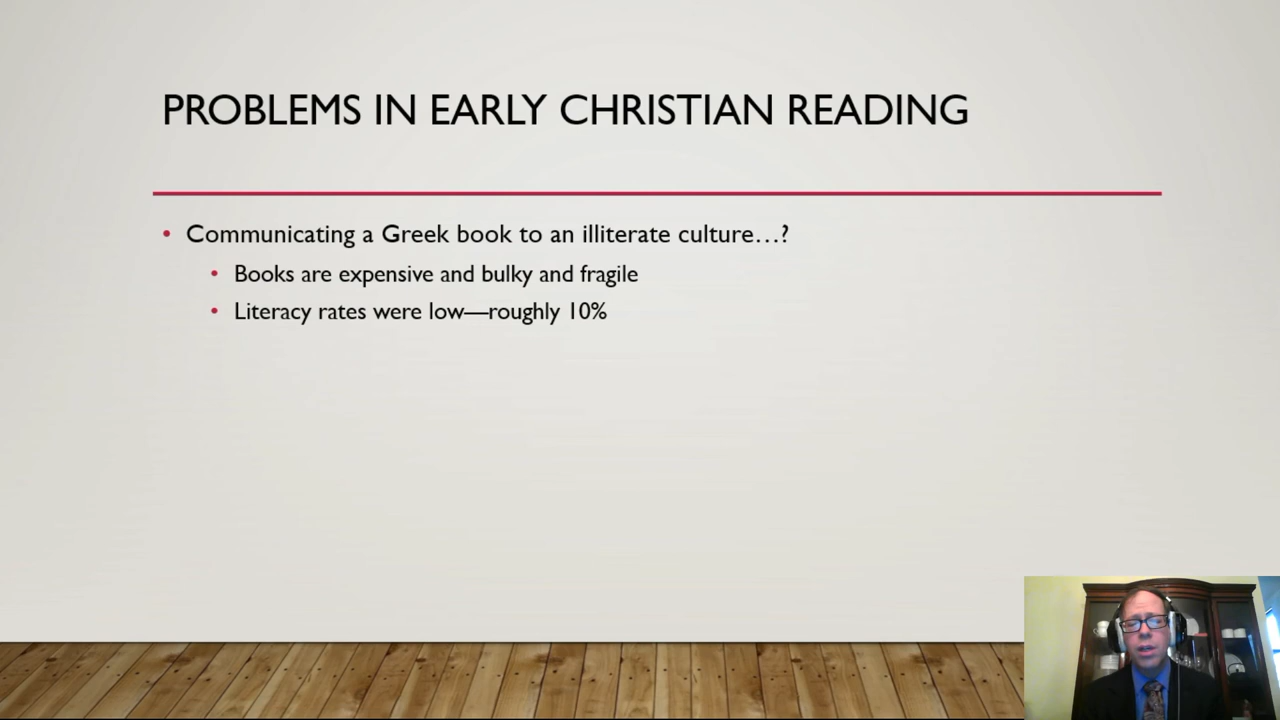 PROBLEMS IN EARLY CHRISTIAN READING
• Communicating a Greek book to an illiterate culture…?
• Books are expensive and bulky and fragile
• Literacy rates were low—roughly 10%